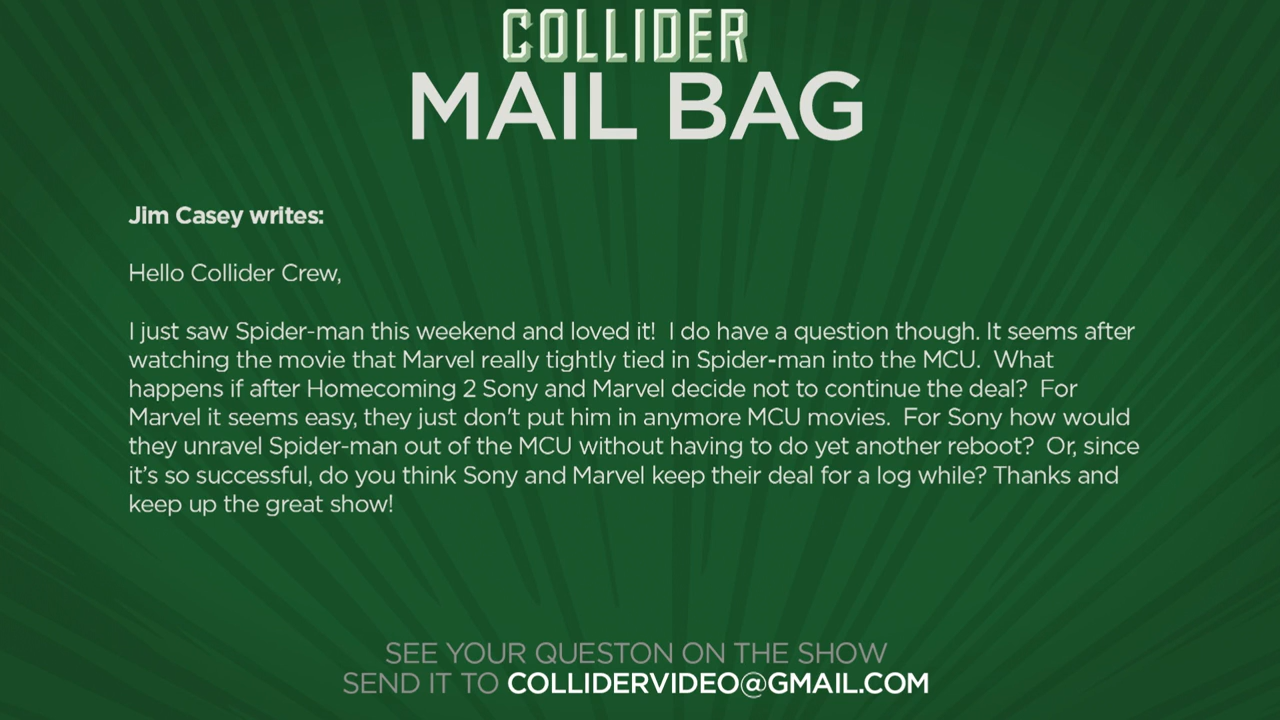 COLLIDER
MAIL BAG
Jim Casey writes:
Hello Collider Crew,
I just saw Spider-man this weekend and loved it!  I do have a question though. It seems after
watching the movie that Marvel really tightly tied in Spider-man into the MCU.  What
happens if after Homecoming 2 Sony and Marvel decide not to continue the deal?  For
Marvel it seems easy, they just don't put him in anymore MCU movies.  For Sony how would
they unravel Spider-man out of the MCU without having to do yet another reboot?  Or, since
it's so successful, do you think Sony and Marvel keep their deal for a log while? Thanks and
keep up the great show!
SEE YOUR QUESTON ON THE SHOW
SEND IT TO COLLIDERVIDEO@GMAIL.COM